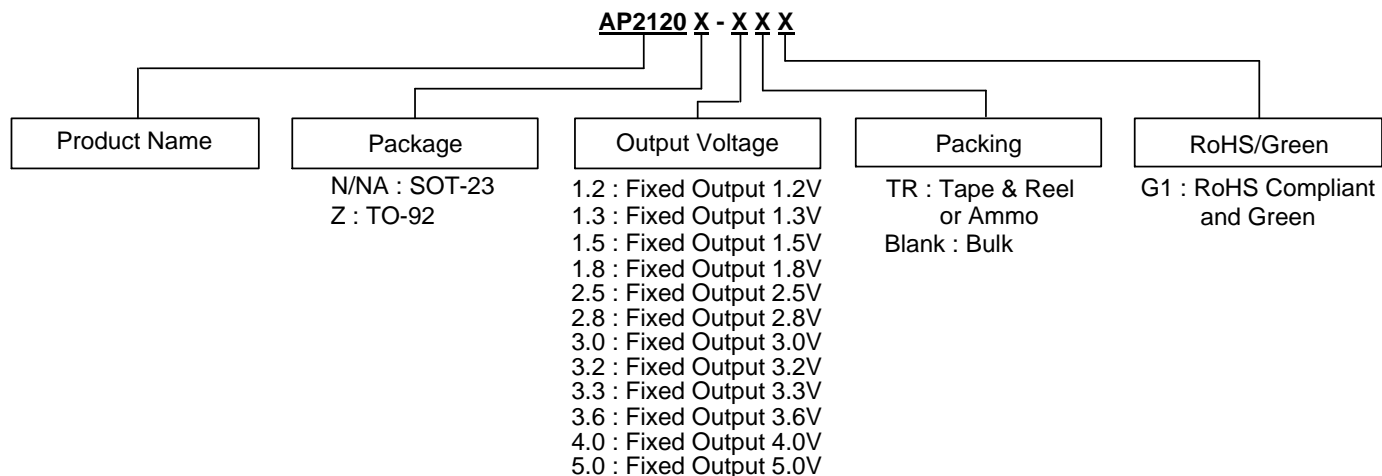 AP2120 X - X X X
Product Name
Package
N/NA : SOT-23
Z : TO-92
Output Voltage
1.2 : Fixed Output 1.2V
1.3 : Fixed Output 1.3V
1.5 : Fixed Output 1.5V
1.8 : Fixed Output 1.8V
2.5 : Fixed Output 2.5V
2.8 : Fixed Output 2.8V
3.0 : Fixed Output 3.0V
3.2 : Fixed Output 3.2V
3.3 : Fixed Output 3.3V
3.6 : Fixed Output 3.6V
4.0 : Fixed Output 4.0V
5.0 : Fixed Output 5.0V
Packing
TR : Tape & Reel
or Ammo
Blank : Bulk
RoHS/Green
G1 : RoHS Compliant
and Green